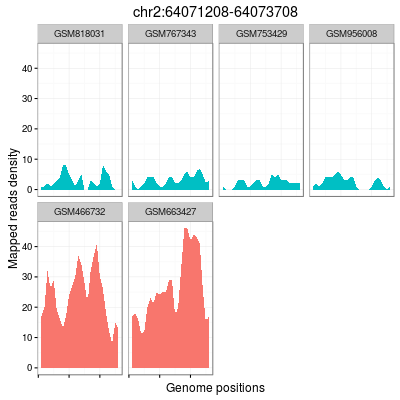 chr2:64071208-64073708
GSM818031 GSM767343 GSM753429 GSM956008
40
30
20
10
0
Mapped reads density
GSM466732 GSM663427
40
30
20
10
0
Genome positions